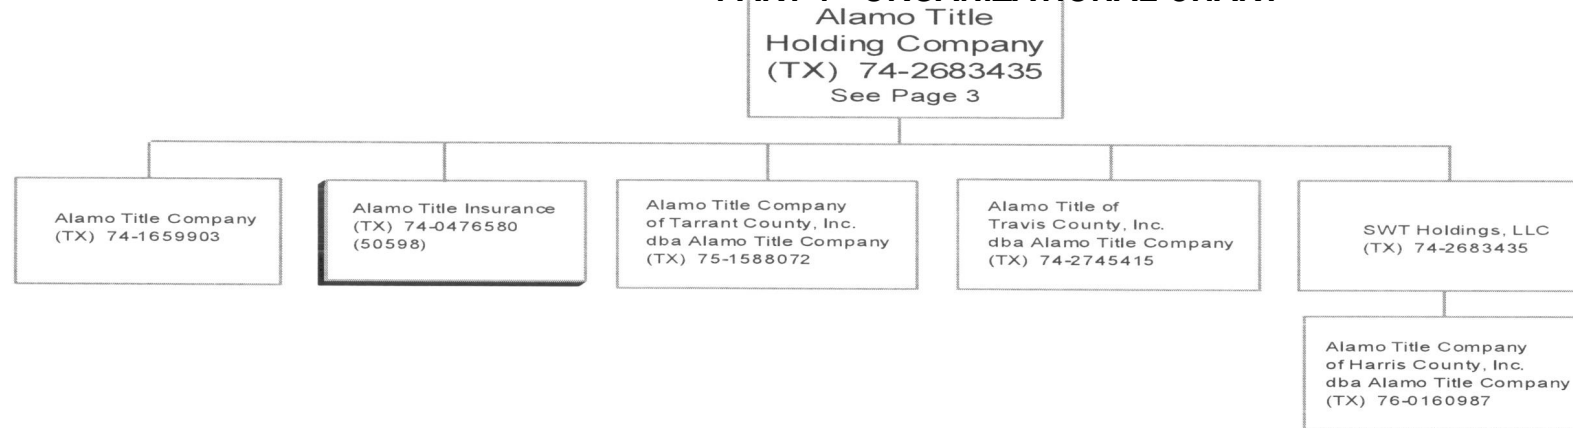 Alamo Title
Holding Company
(TX) 74-2683435
See Page 3
Alamo Title Company
(TX) 74-1659903
Alamo Title Insurance
(TX) 74-0476580
(50598)
Alamo Title Company
of Tarrant County, Inc.
dba Alamo Title Company
(TX) 75-1588072
Alamo Title of
Travis County, Inc.
dba Alamo Title Company
(TX) 74-2745415
SWT Holdings, LLC
(TX) 74-2683435
Alamo Title Company
of Harris County, Inc.
dba Alamo Title Company
(TX) 76-0160987